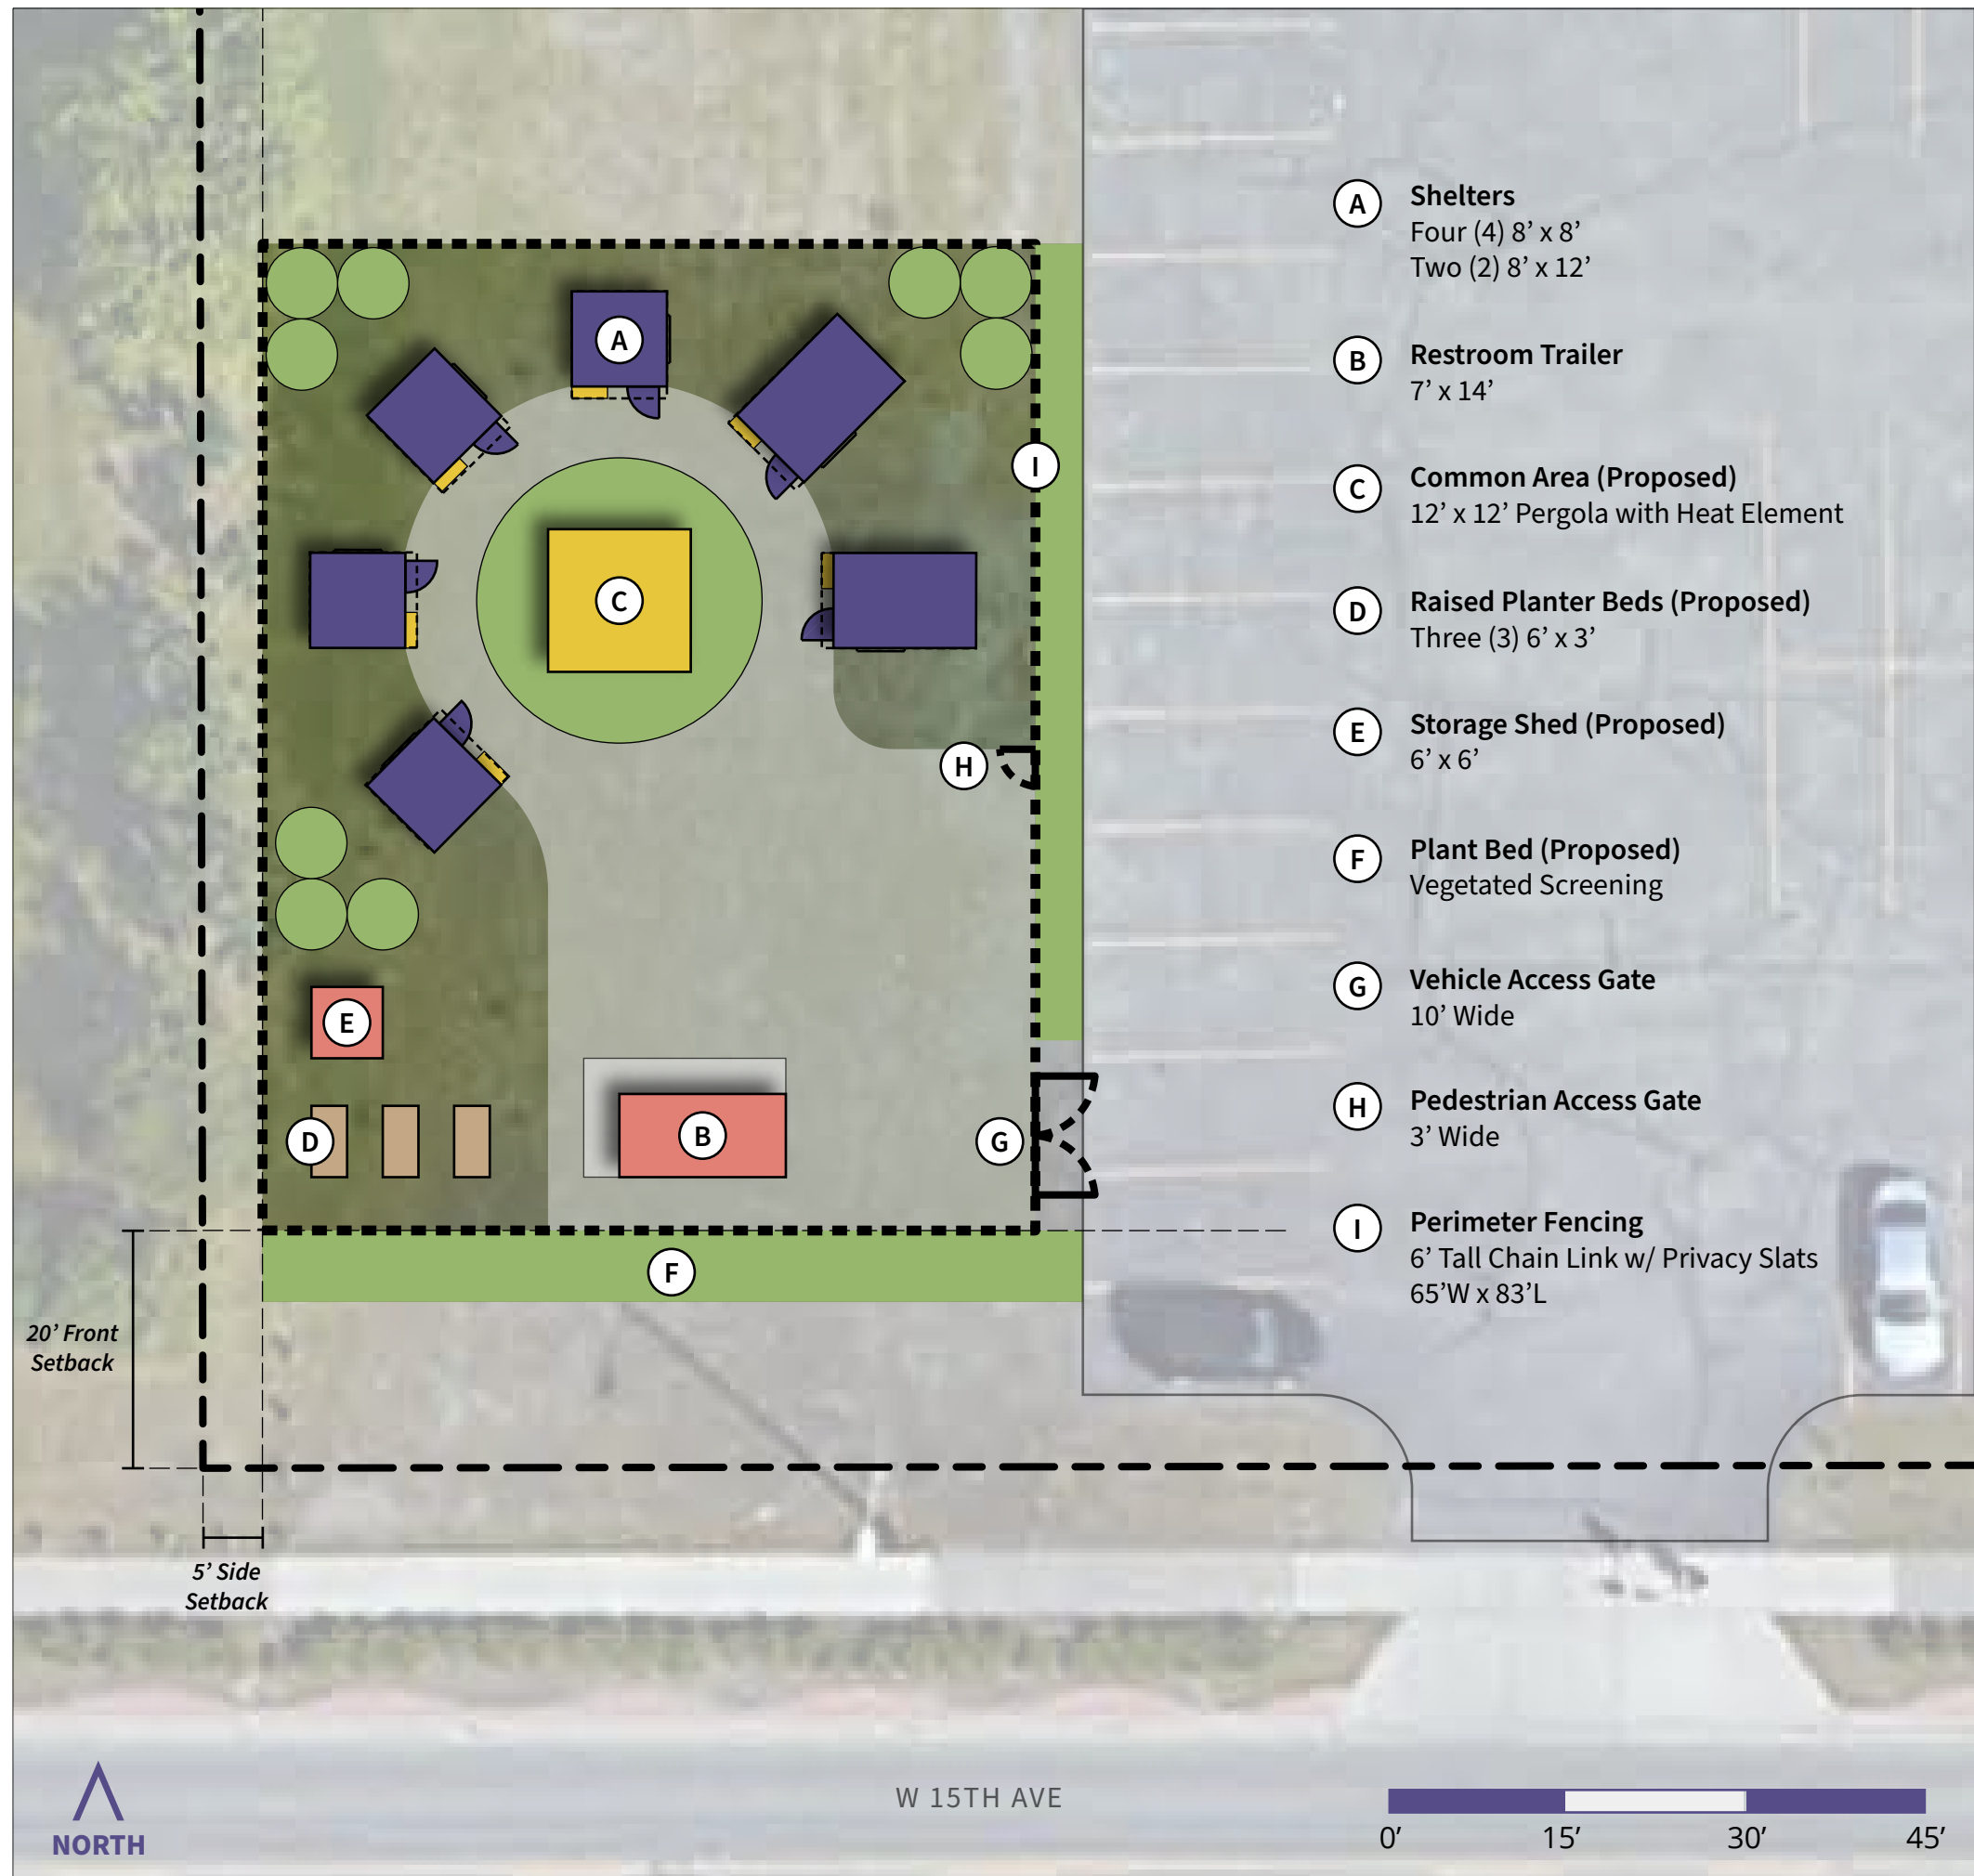 A
Shelters
Four (4) 8’ x 8’
Two (2) 8’ x 12’
B
Restroom Trailer
7’ x 14’
C
Common Area (Proposed)
12’ x 12’ Pergola with Heat Element
D
Raised Planter Beds (Proposed)
Three (3) 6’ x 3’
E
Storage Shed (Proposed)
6’ x 6’
F
Plant Bed (Proposed)
Vegetated Screening
G
Vehicle Access Gate
10’ Wide
H
Pedestrian Access Gate
3’ Wide
I
Perimeter Fencing
6’ Tall Chain Link w/ Privacy Slats
65’W x 83’L
A
I
C
H
E
D
B
G
F
20’ Front
Setback
5’ Side
Setback
W 15TH AVE
NORTH
0’ 15’ 30’ 45’